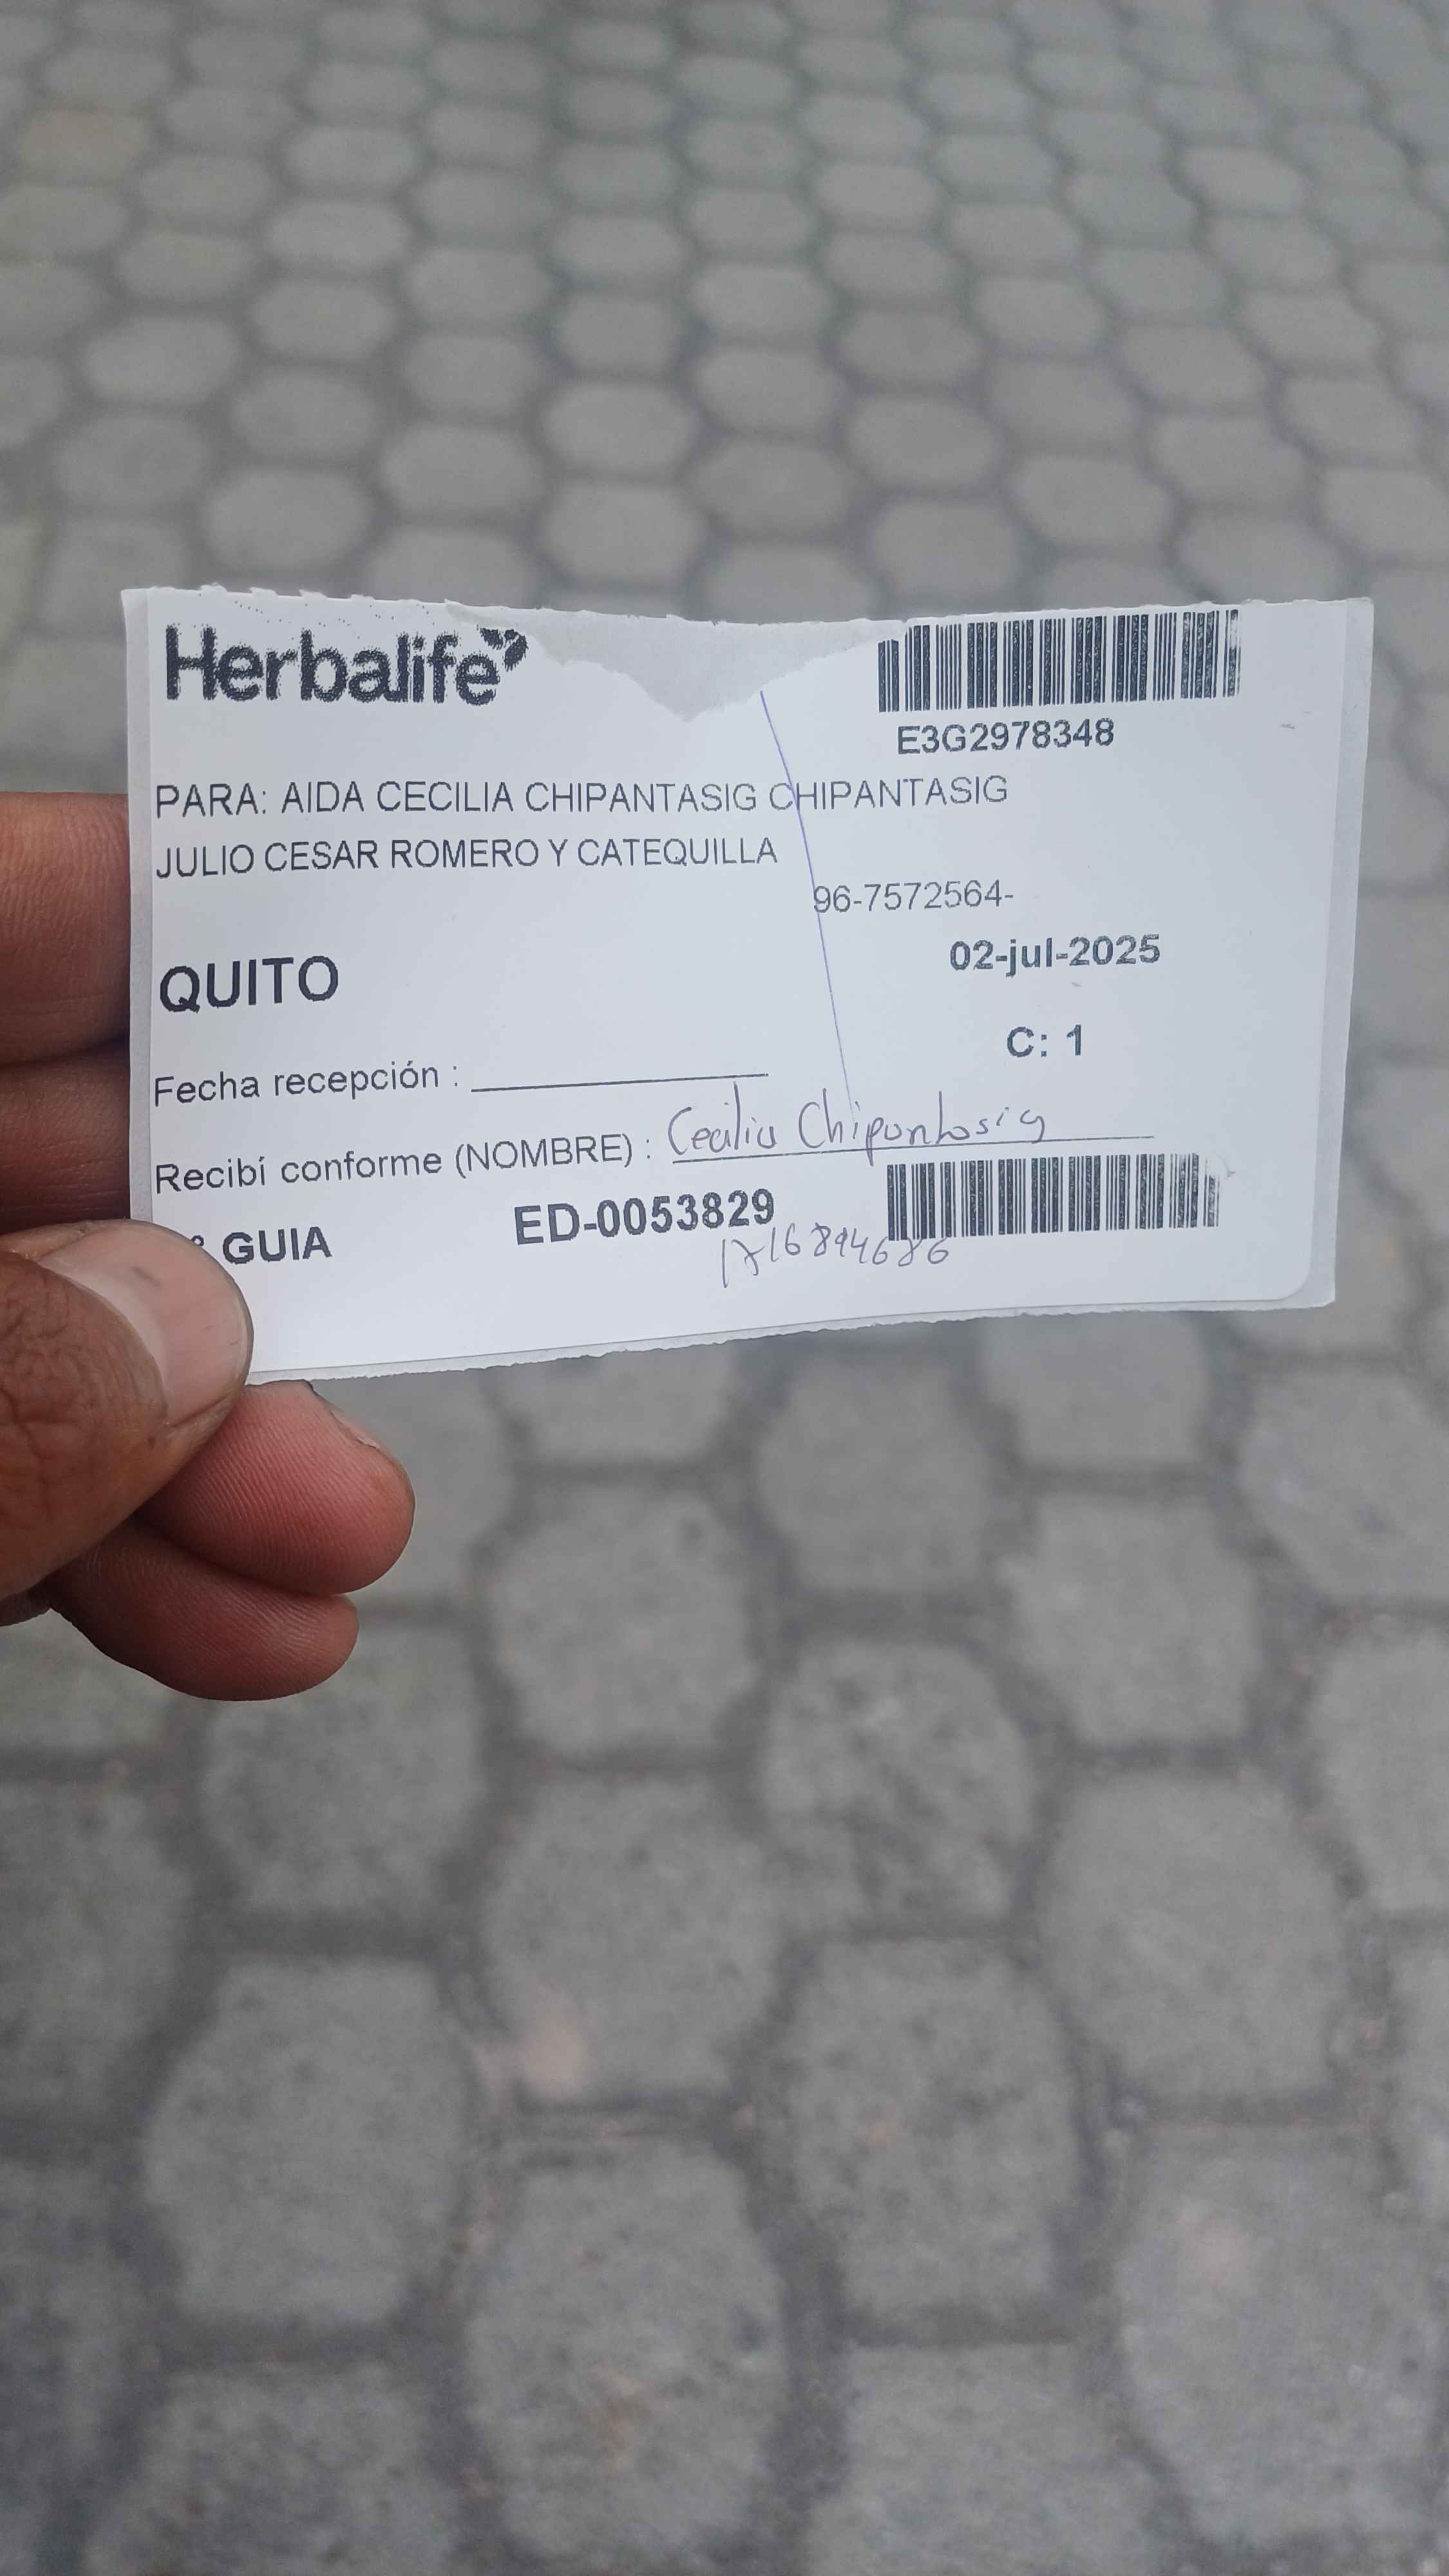 Herbalife
E3G2978348
PARA: AIDA CECILIA CHIPANTASIG CHIPANTASIG
JULIO CESAR ROMERO Y CATEQUILLA
96-7572564-
02-jul-2025
QUITO
C: 1
Fecha recepción :
Recibí conforme (NOMBRE) : Cecilia Chipantasig
° GUIA ED-0053829
1716894686